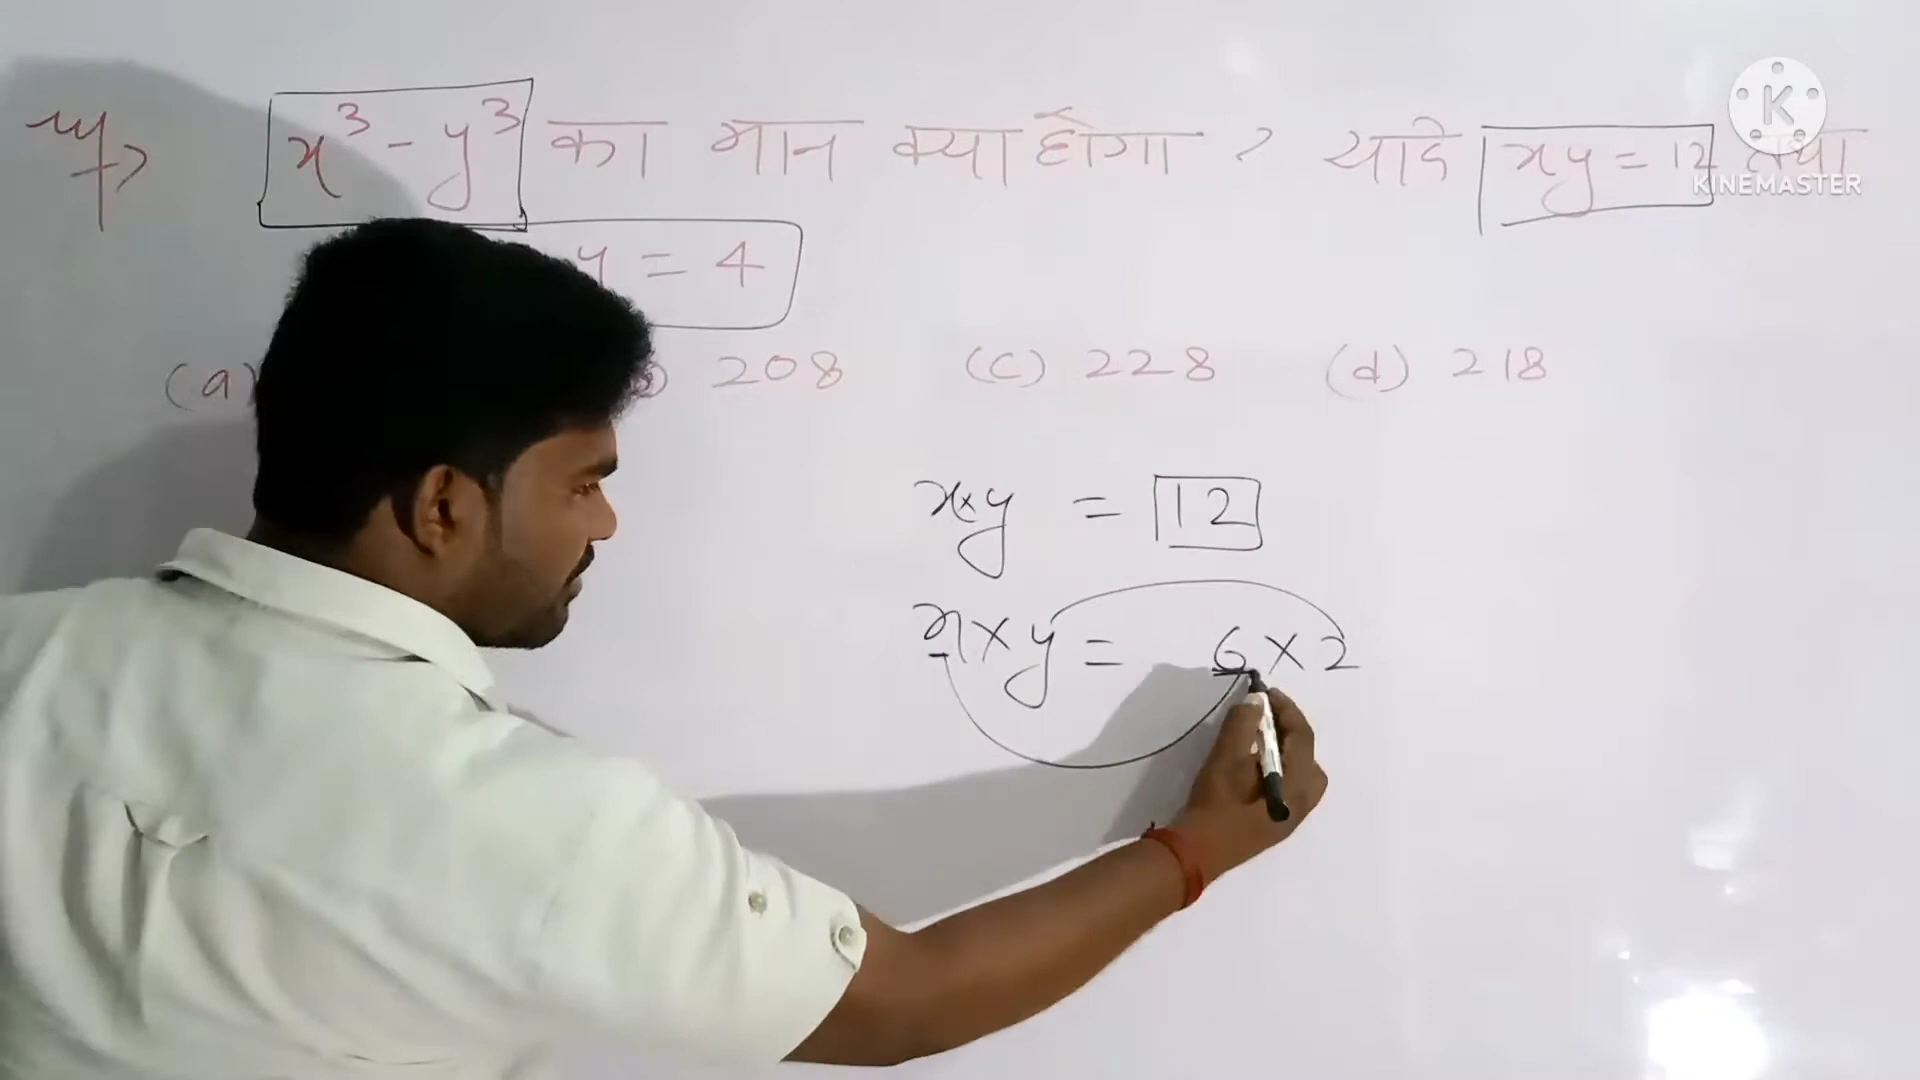 x³ - y³ का मान क्या होगा ? यदि xy = 12 तथा
y = 4
(a) 208 (c) 228 (d) 218
x×y = 12
x×y = 6×2
K
KINEMASTER